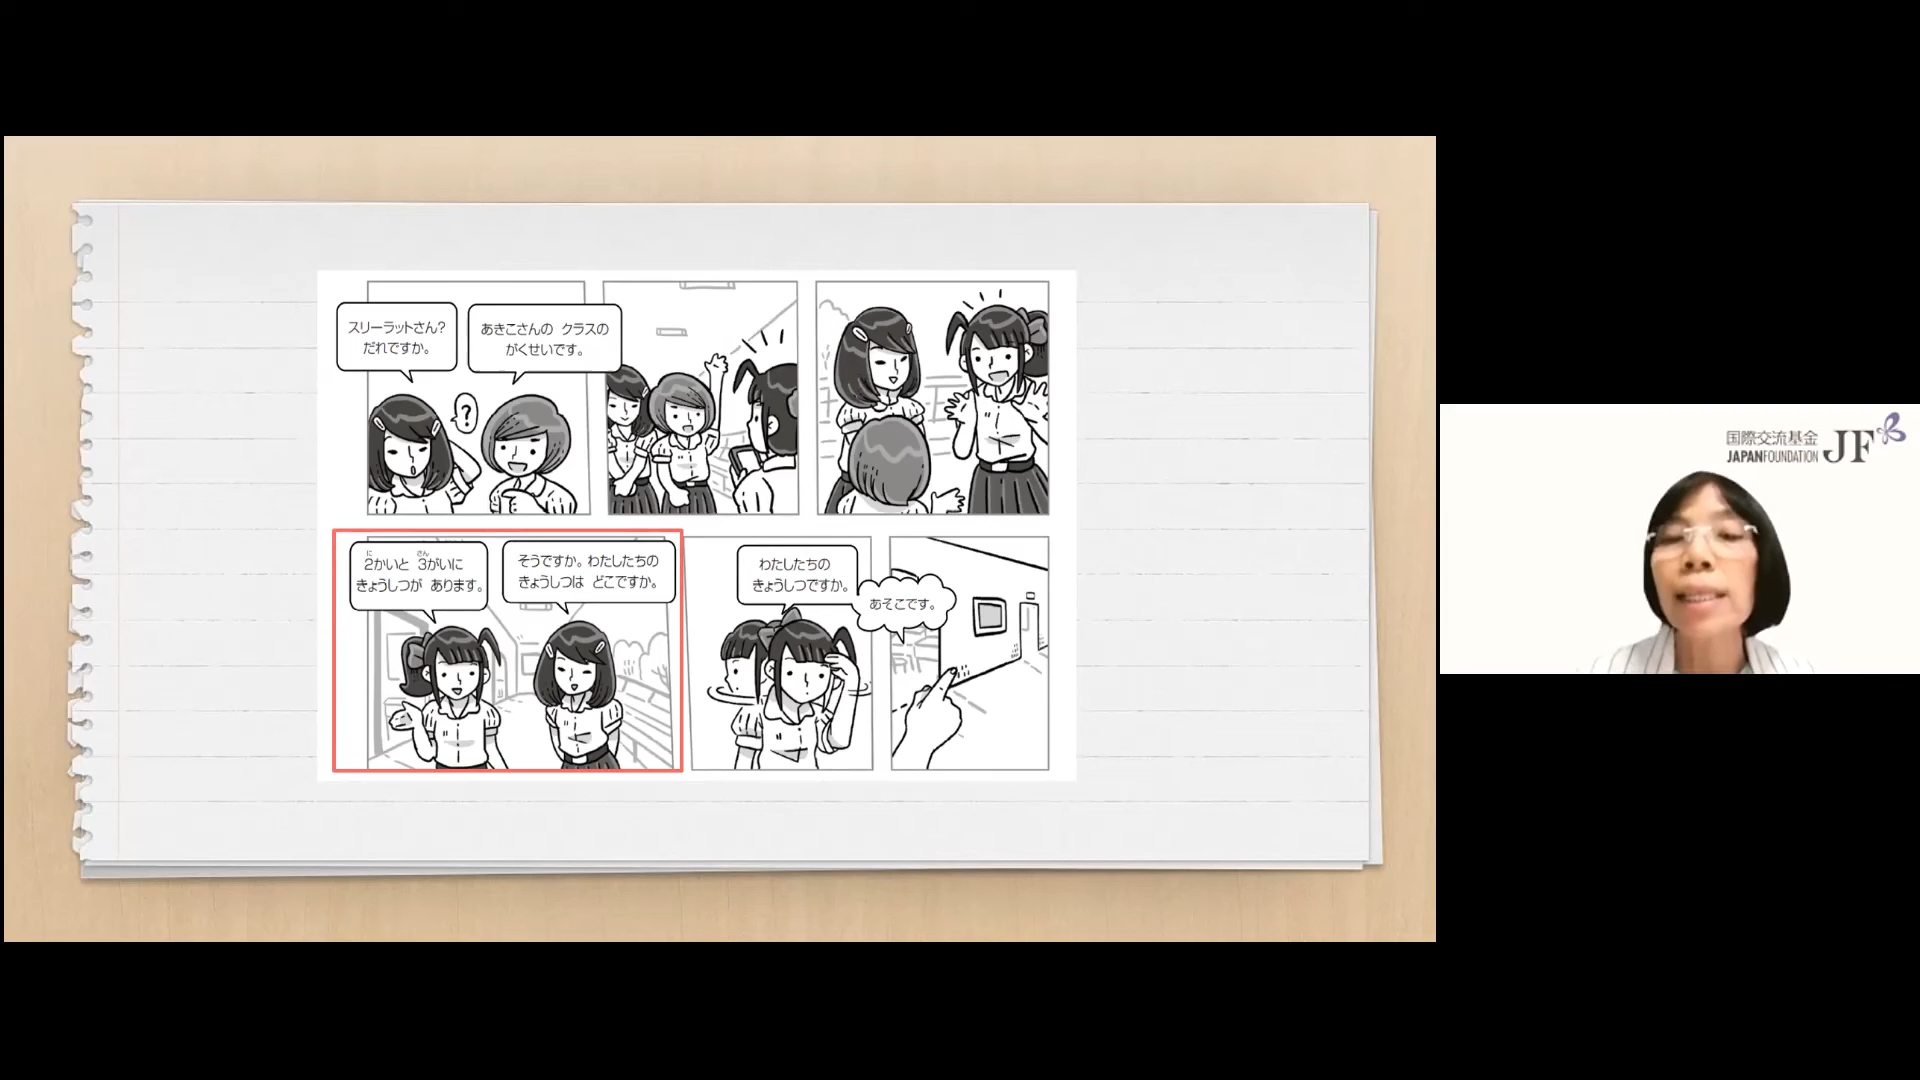 スリーラットさん?
だれですか。
あきこさんの クラスの
がくせいです。
?
に さん
2かいと 3がいに
きょうしつが あります。
そうですか。わたしたちの
きょうしつは どこですか。
わたしたちの
きょうしつですか。
あそこです。
国際交流基金
JAPANFOUNDATION
JF